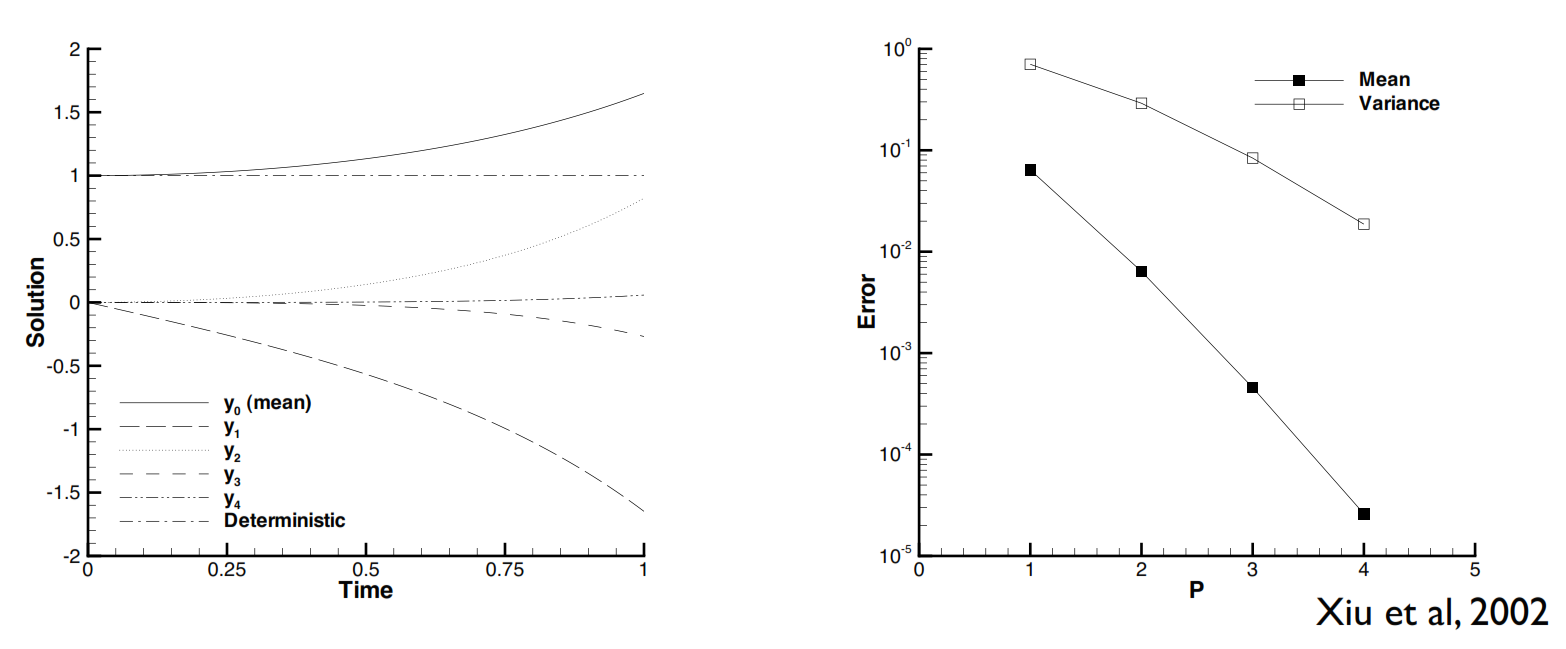 2
1.5
1
0.5
0
-0.5
-1
-1.5
-2
Solution
y0 (mean)
y1
y2
y3
y4
Deterministic
0 0.25 0.5 0.75 1
Time
10^0
10^-1
10^-2
10^-3
10^-4
10^-5
Error
Mean
Variance
0 1 2 3 4 5
P
Xiu et al, 2002